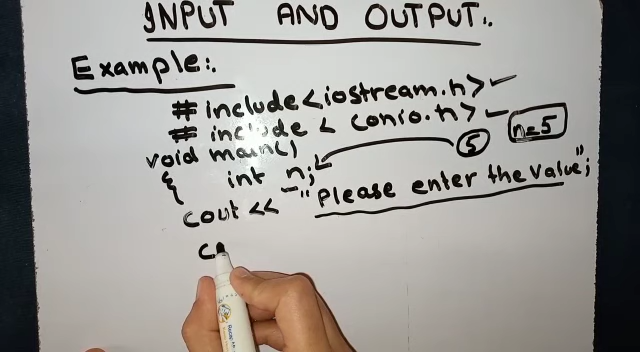 INPUT AND OUTPUT:.
Example:.
# include<iostream.h>
# include < conio.h>
n=5
void main()
5
{ int n;
cout << "Please enter the value";
c